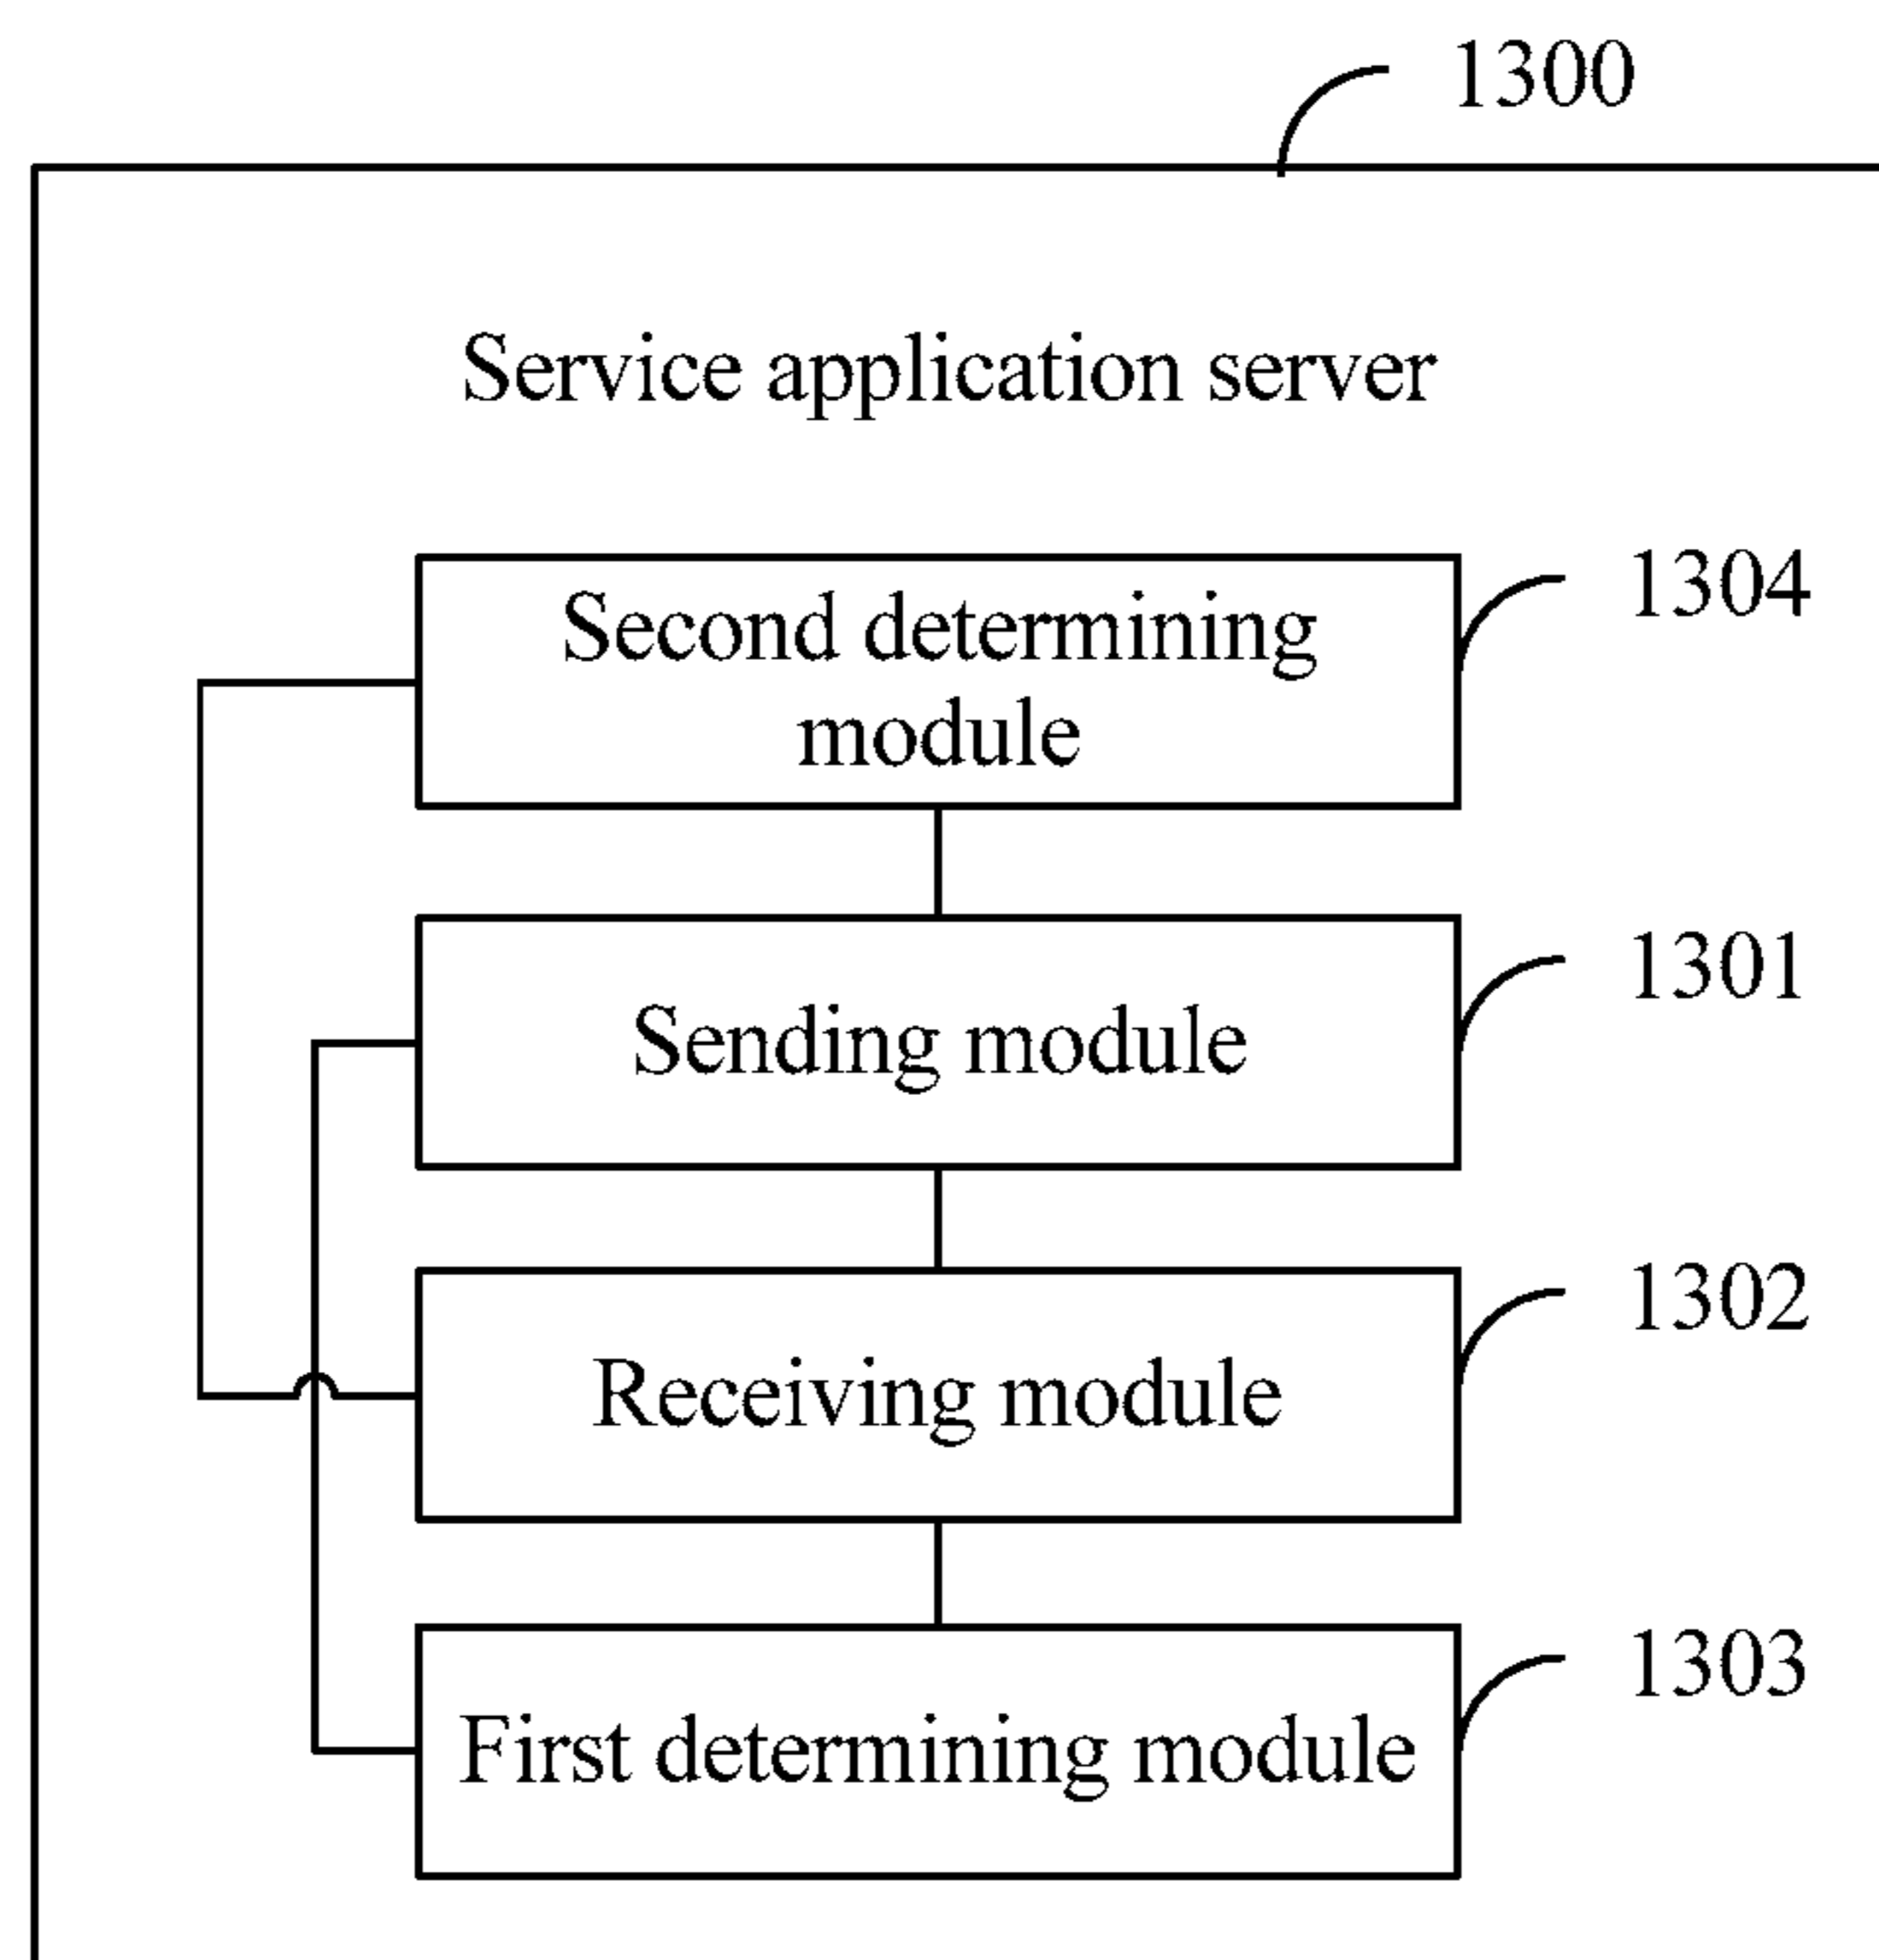 1300
Service application server
Second determining
module
1304
Sending module
1301
Receiving module
1302
First determining module
1303